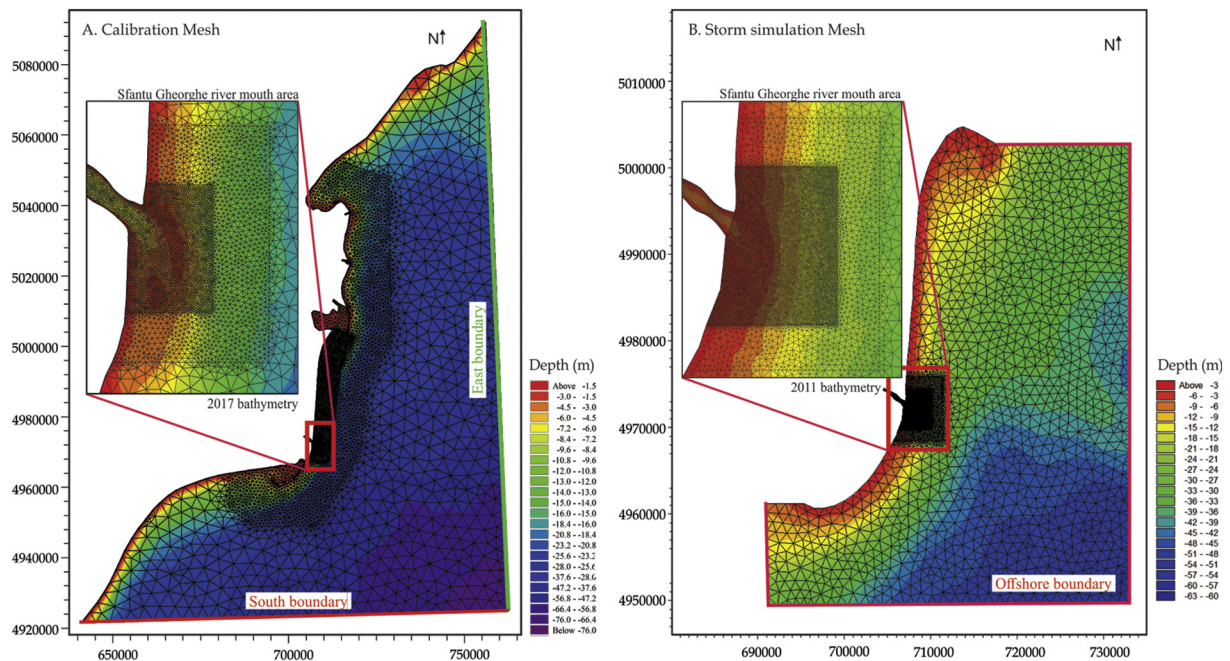 A. Calibration Mesh
N↑
5080000
5060000
5040000
5020000
5000000
4980000
4960000
4940000
4920000
650000
700000
750000
Sfantu Gheorghe river mouth area
2017 bathymetry
East boundary
South boundary
Depth (m)
Above -1.5
-3.0 - -1.5
-4.5 - -3.0
-6.0 - -4.5
-7.2 - -6.0
-8.4 - -7.2
-9.6 - -8.4
-10.8 - -9.6
-12.0 - -10.8
-13.0 - -12.0
-14.0 - -13.0
-15.0 - -14.0
-16.0 - -15.0
-18.4 - -16.0
-20.8 - -18.4
-23.2 - -20.8
-25.6 - -23.2
-28.0 - -25.6
-37.6 - -28.6
-47.2 - -37.6
-56.8 - -47.2
-66.4 - -56.8
-76.0 - -66.4
Below -76.0
B. Storm simulation Mesh
N↑
5010000
5000000
4990000
4980000
4970000
4960000
4950000
690000
700000
710000
720000
730000
Sfantu Gheorghe river mouth area
2011 bathymetry
Offshore boundary
Depth (m)
Above -3
-6 - -3
-9 - -6
-12 - -9
-15 - -12
-18 - -15
-21 - -18
-24 - -21
-27 - -24
-30 - -27
-33 - -30
-36 - -33
-39 - -36
-42 - -39
-45 - -42
-48 - -45
-51 - -48
-54 - -51
-57 - -54
-60 - -57
-63 - -60